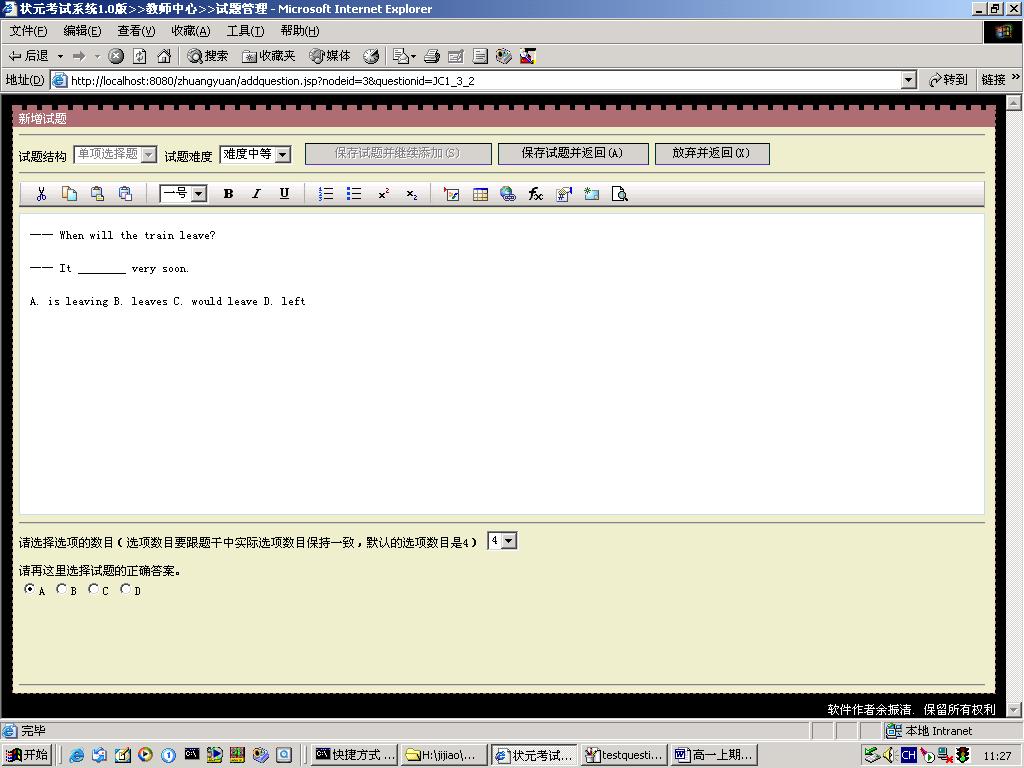 状元考试系统1.0版>>教师中心>>试题管理 - Microsoft Internet Explorer
文件(F) 编辑(E) 查看(V) 收藏(A) 工具(T) 帮助(H)
后退 搜索 收藏夹 媒体
地址(D) http://localhost:8080/zhuangyuan/addquestion.jsp?nodeid=3&questionid=JC1_3_2 转到 链接 »
新增试题
试题结构 单项选择题 试题难度 难度中等 保存试题并继续添加(S) 保存试题并返回(A) 放弃并返回(X)
一号 B I U x² x₂ fx
—— When will the train leave?
—— It ________ very soon.
A. is leaving B. leaves C. would leave D. left
请选择选项的数目(选项数目要跟题干中实际选项数目保持一致,默认的选项数目是4) 4
请再这里选择试题的正确答案。
A B C D
软件作者余振清. 保留所有权利
完毕 本地 Intranet
开始 快捷方式 ... H:\jijiao\... 状元考试... testquesti... 高一上期... CH 11:27